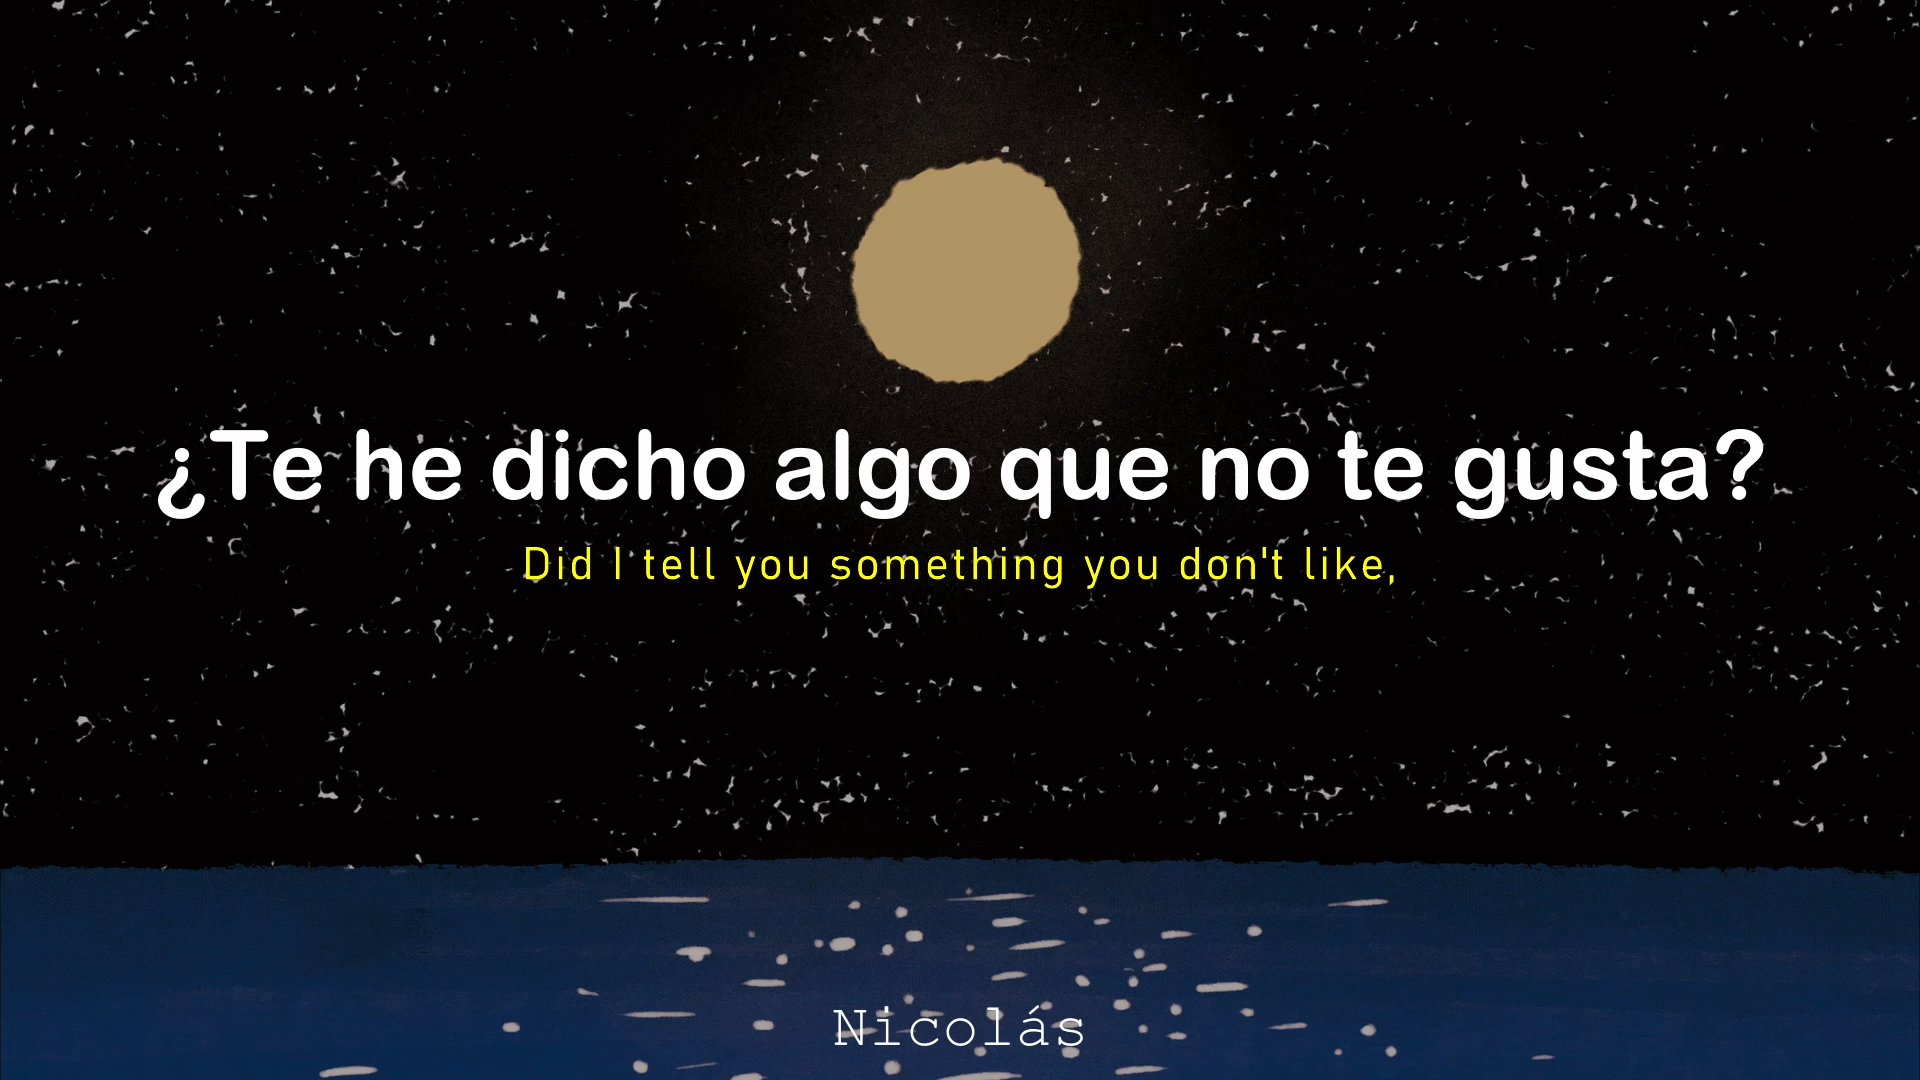 ¿Te he dicho algo que no te gusta?
Did I tell you something you don't like,
Nicolás